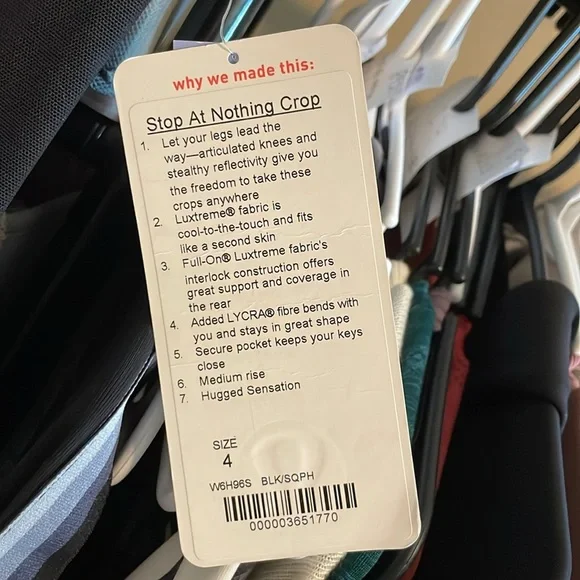 why we made this:
Stop At Nothing Crop
1. Let your legs lead the
way—articulated knees and
stealthy reflectivity give you
the freedom to take these
crops anywhere
2. Luxtreme® fabric is
cool-to-the-touch and fits
like a second skin
3. Full-On® Luxtreme fabric's
interlock construction offers
great support and coverage in
the rear
4. Added LYCRA® fibre bends with
you and stays in great shape
5. Secure pocket keeps your keys
close
6. Medium rise
7. Hugged Sensation
SIZE
4
W6H96S BLK/SQPH
000003651770